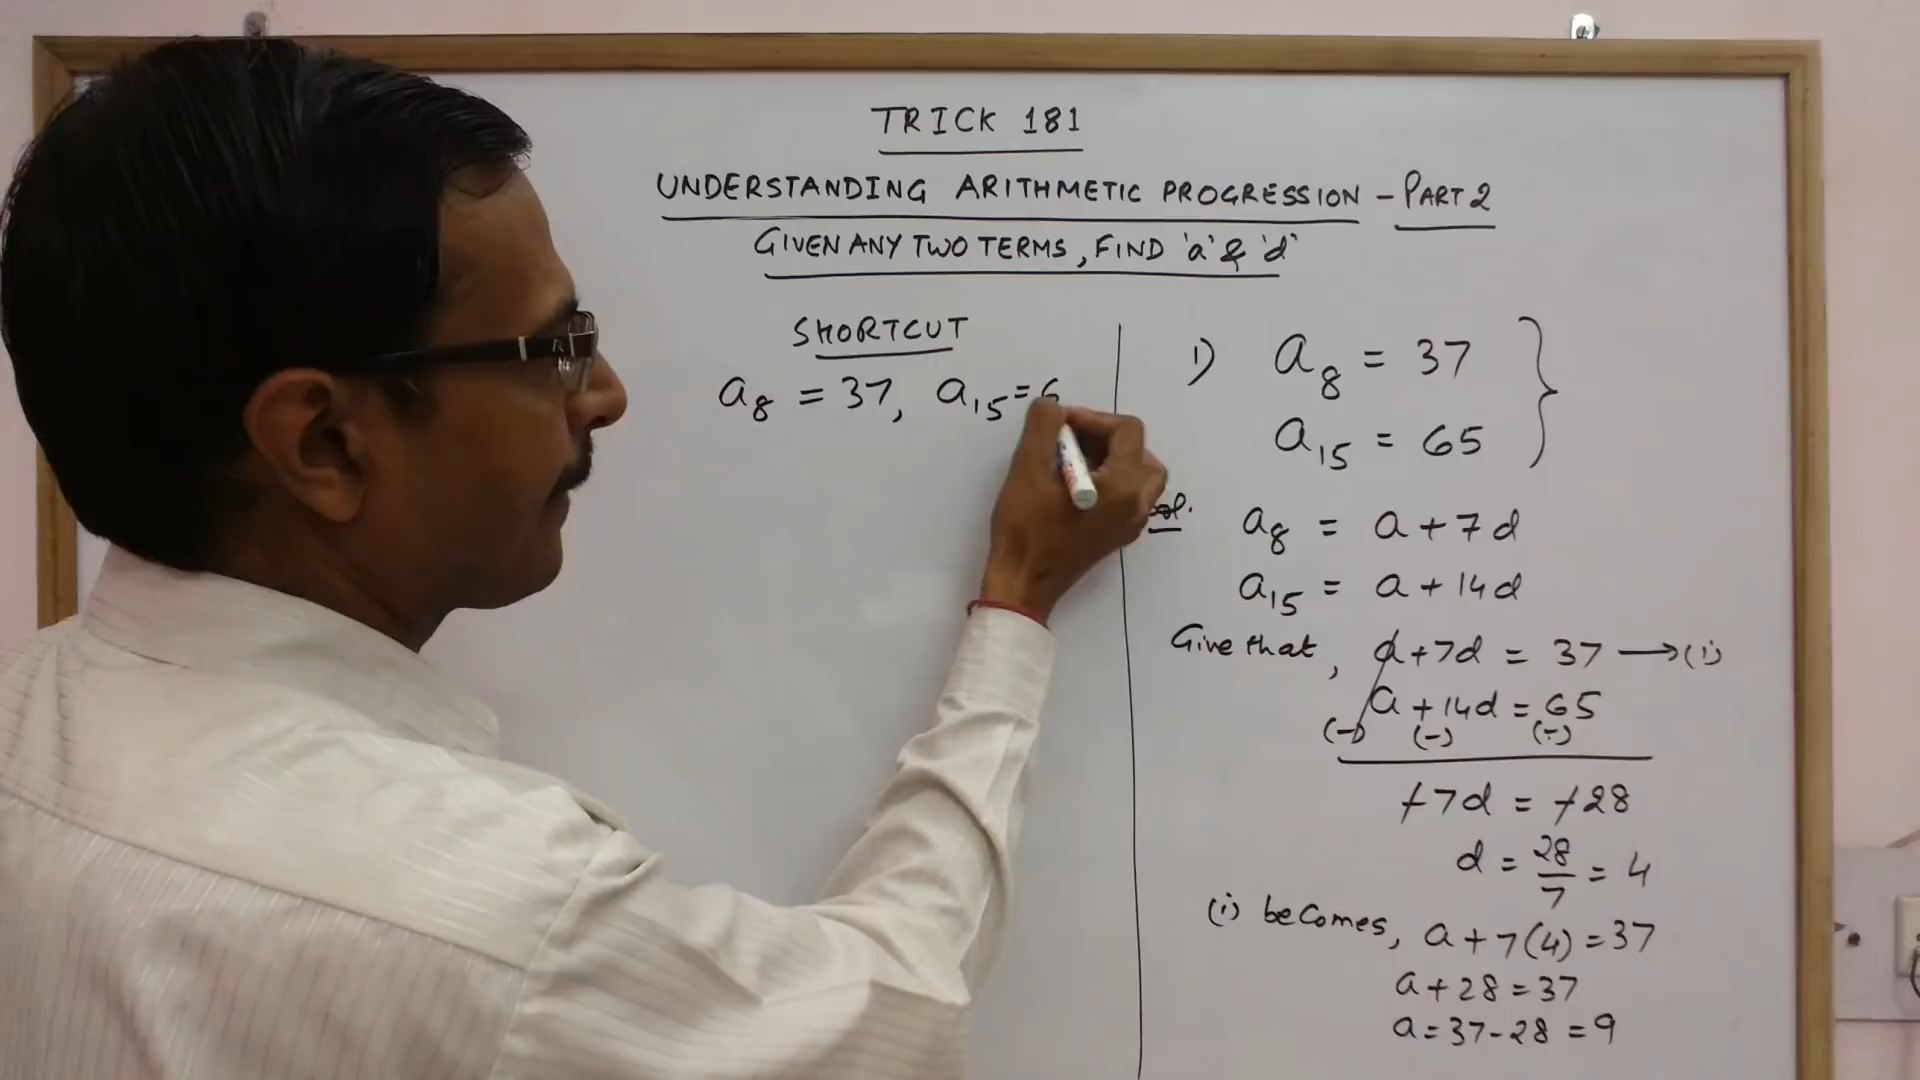 TRICK 181
UNDERSTANDING ARITHMETIC PROGRESSION - PART 2
GIVEN ANY TWO TERMS, FIND 'a' & 'd'
SHORTCUT
a₈ = 37, a₁₅ = 6
1) a₈ = 37
a₁₅ = 65
Sol. a₈ = a + 7d
a₁₅ = a + 14d
Give that, a + 7d = 37 → (i)
a + 14d = 65
(-) (-) (-)
-7d = -28
d = 28/7 = 4
(i) becomes, a + 7(4) = 37
a + 28 = 37
a = 37 - 28 = 9